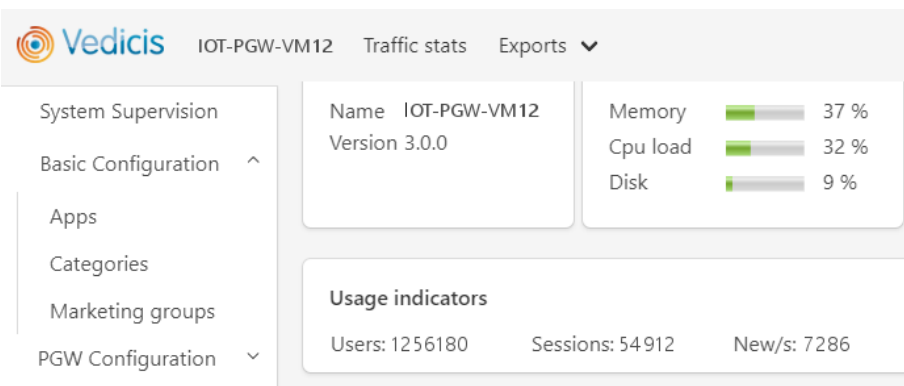 Vedicis IOT-PGW-VM12 Traffic stats Exports
System Supervision
Basic Configuration
Apps
Categories
Marketing groups
PGW Configuration
Name IOT-PGW-VM12
Version 3.0.0
Memory 37 %
Cpu load 32 %
Disk 9 %
Usage indicators
Users: 1256180 Sessions: 54912 New/s: 7286